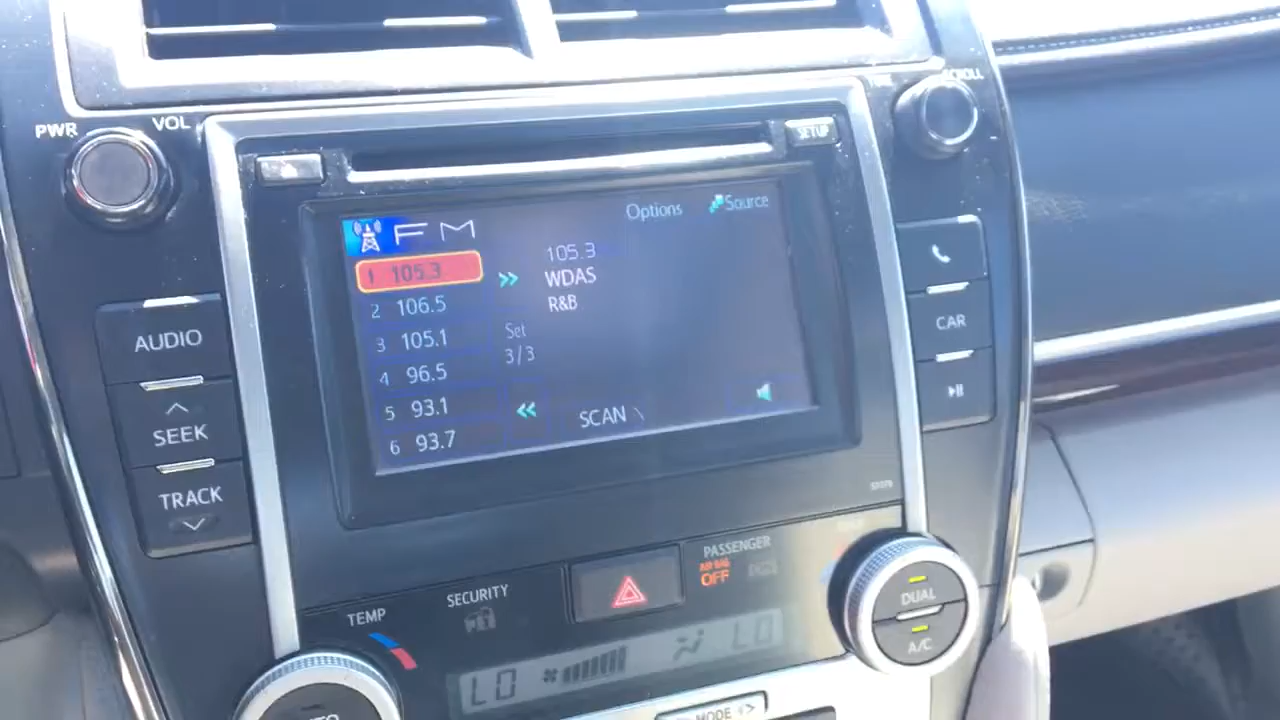 PWR VOL
SCROLL
SETUP
FM
Options Source
1 105.3
105.3
WDAS
R&B
2 106.5
3 105.1
Set
3/3
4 96.5
5 93.1
6 93.7
SCAN
AUDIO
SEEK
TRACK
CAR
TEMP
SECURITY
PASSENGER
AIR BAG
OFF
DUAL
A/C
LO
LO
MODE